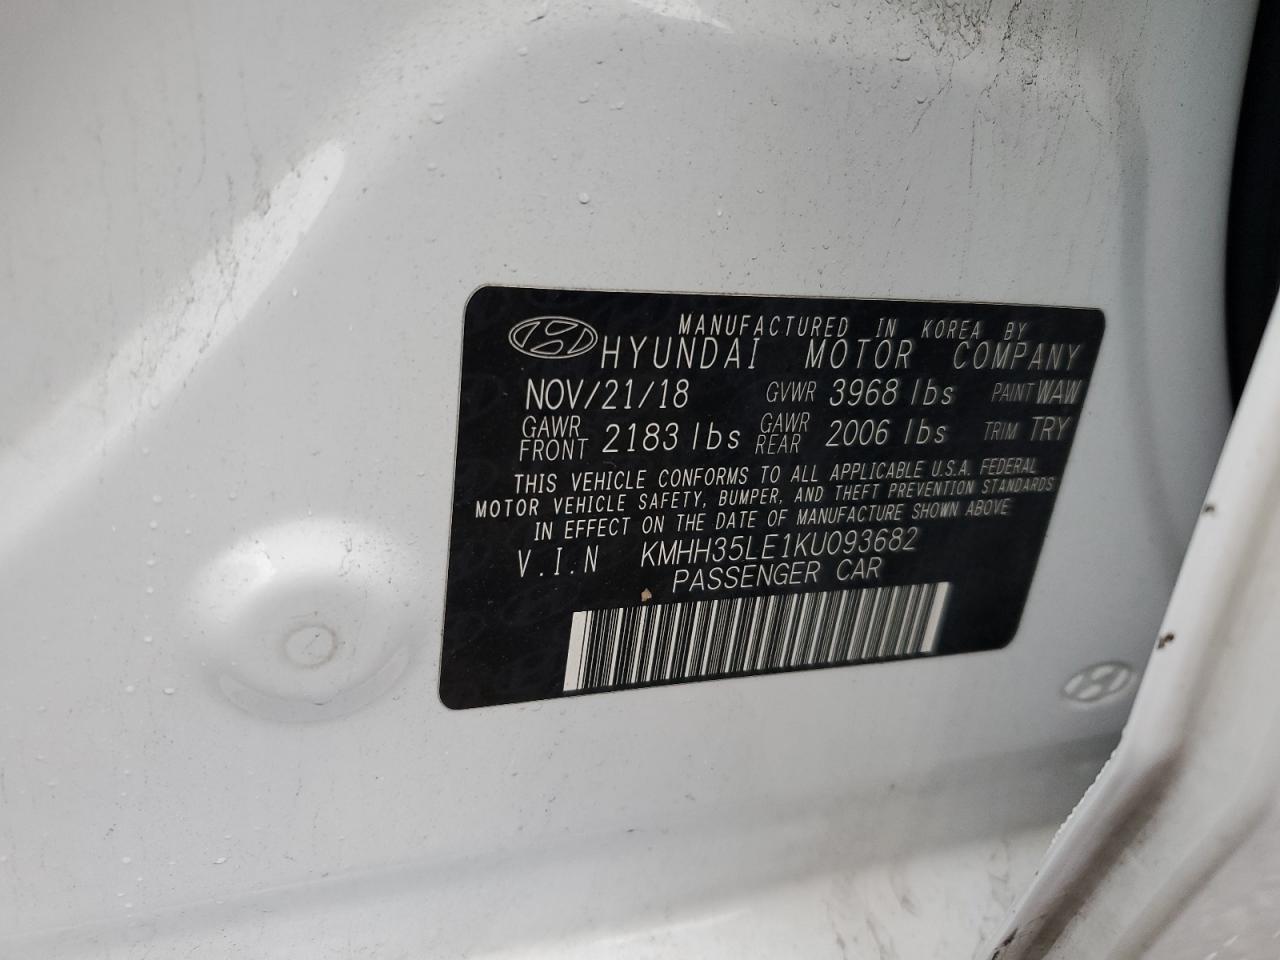 MANUFACTURED IN KOREA BY
HYUNDAI MOTOR COMPANY
NOV/21/18 GVWR 3968 lbs PAINT WAW
GAWR FRONT 2183 lbs GAWR REAR 2006 lbs TRIM TRY
THIS VEHICLE CONFORMS TO ALL APPLICABLE U.S.A. FEDERAL
MOTOR VEHICLE SAFETY, BUMPER, AND THEFT PREVENTION STANDARDS
IN EFFECT ON THE DATE OF MANUFACTURE SHOWN ABOVE
V.I.N KMHH35LE1KU093682
PASSENGER CAR